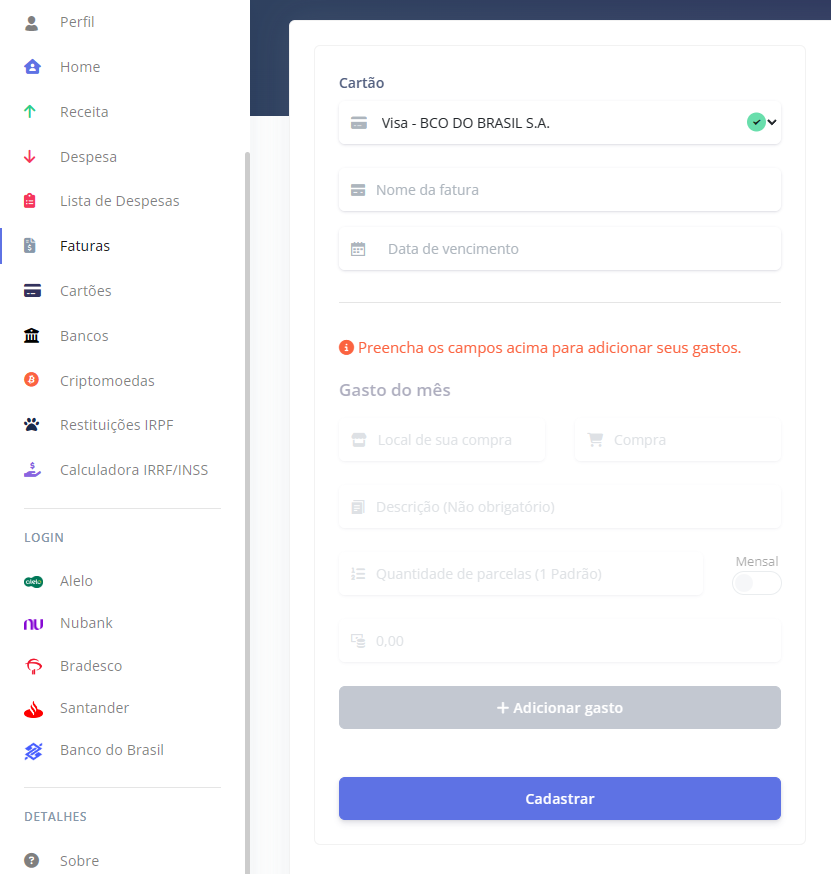 Perfil
Home
Receita
Despesa
Lista de Despesas
Faturas
Cartões
Bancos
Criptomoedas
Restituições IRPF
Calculadora IRRF/INSS
LOGIN
alelo Alelo
nu Nubank
Bradesco
Santander
Banco do Brasil
DETALHES
Sobre
Cartão
Visa - BCO DO BRASIL S.A.
Nome da fatura
Data de vencimento
Preencha os campos acima para adicionar seus gastos.
Gasto do mês
Local de sua compra
Compra
Descrição (Não obrigatório)
Quantidade de parcelas (1 Padrão)
Mensal
0,00
+ Adicionar gasto
Cadastrar